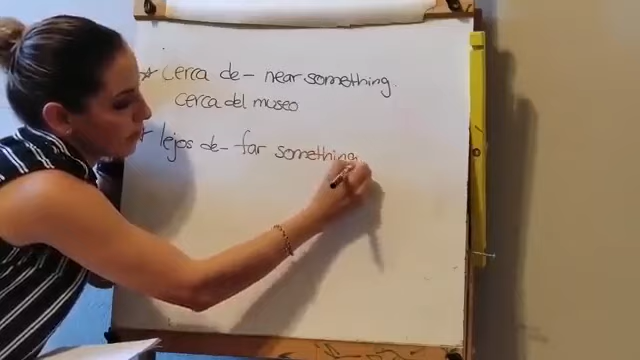 ☆ Cerca de – near something.
cerca del museo
☆ lejos de – far something